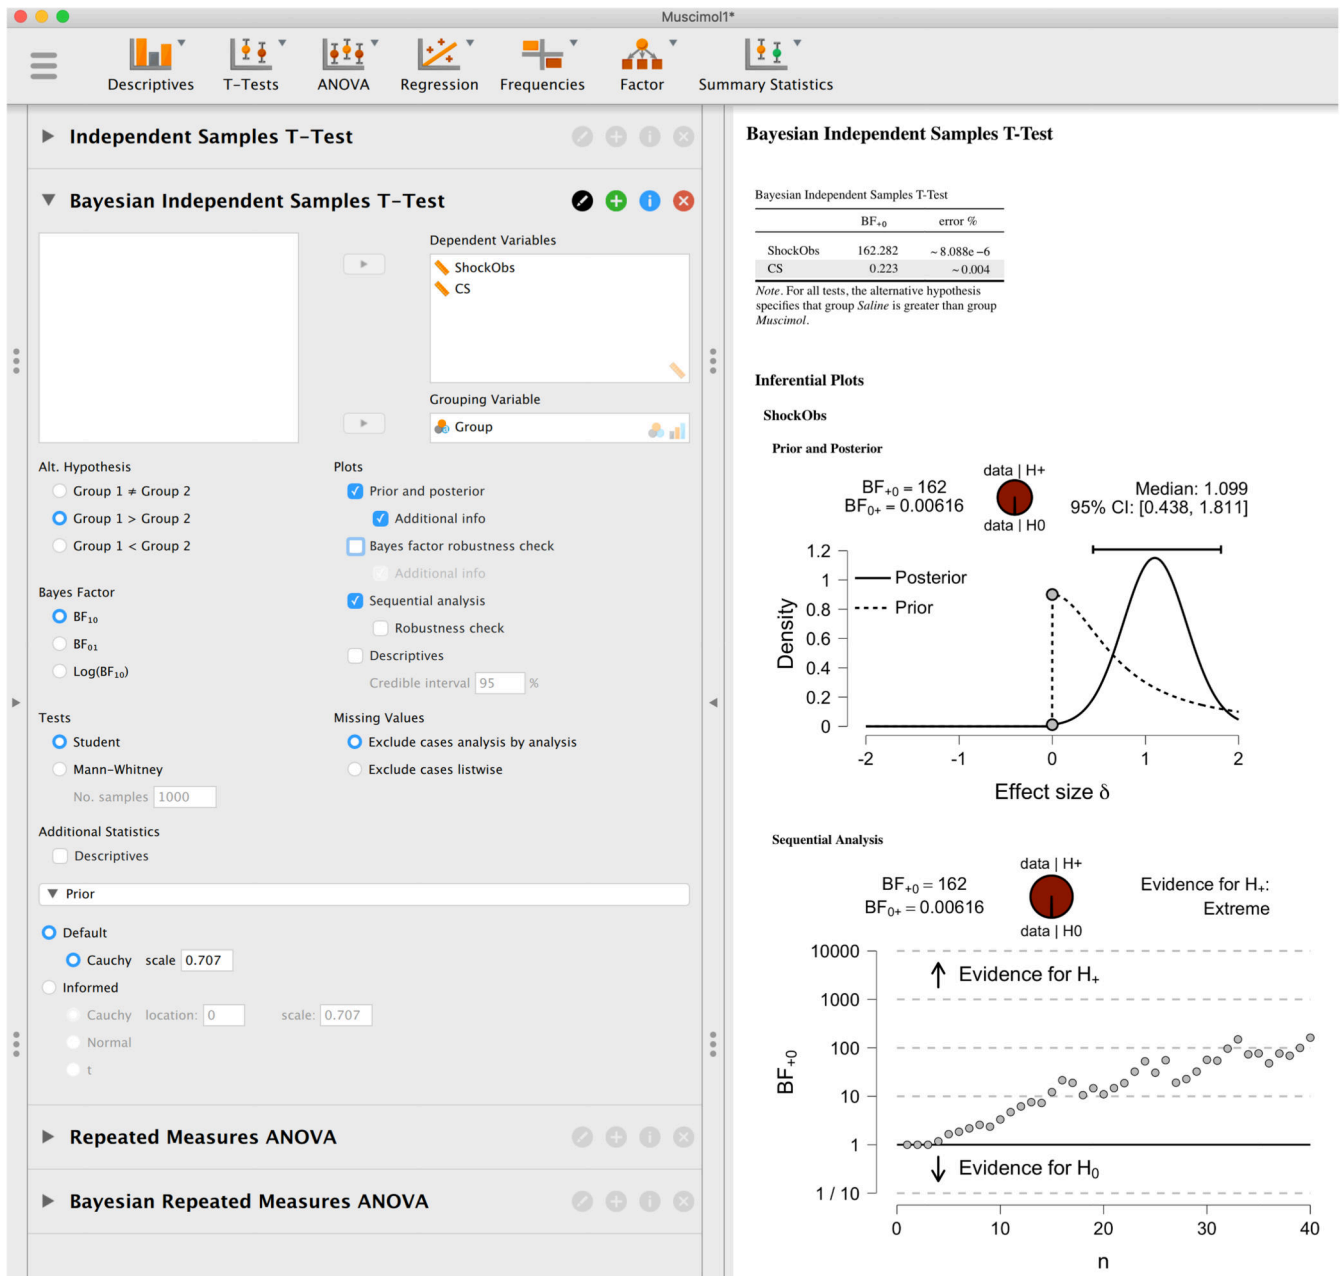 Muscimol1*
Descriptives T-Tests ANOVA Regression Frequencies Factor Summary Statistics
Independent Samples T-Test
Bayesian Independent Samples T-Test
Dependent Variables
ShockObs
CS
Grouping Variable
Group
Alt. Hypothesis
Group 1 ≠ Group 2
Group 1 > Group 2
Group 1 < Group 2
Bayes Factor
BF₁₀
BF₀₁
Log(BF₁₀)
Tests
Student
Mann-Whitney
No. samples 1000
Additional Statistics
Descriptives
Plots
Prior and posterior
Additional info
Bayes factor robustness check
Additional info
Sequential analysis
Robustness check
Descriptives
Credible interval 95 %
Missing Values
Exclude cases analysis by analysis
Exclude cases listwise
Prior
Default
Cauchy scale 0.707
Informed
Cauchy location: 0 scale: 0.707
Normal
t
Repeated Measures ANOVA
Bayesian Repeated Measures ANOVA
Bayesian Independent Samples T-Test
Bayesian Independent Samples T-Test
BF₊₀ error %
ShockObs 162.282 ~ 8.088e -6
CS 0.223 ~ 0.004
Note. For all tests, the alternative hypothesis
specifies that group Saline is greater than group
Muscimol.
Inferential Plots
ShockObs
Prior and Posterior
BF₊₀ = 162
BF₀₊ = 0.00616
data | H+
data | H0
Median: 1.099
95% CI: [0.438, 1.811]
1.2
1
0.8
0.6
0.4
0.2
0
Density
Posterior
Prior
-2 -1 0 1 2
Effect size δ
Sequential Analysis
BF₊₀ = 162
BF₀₊ = 0.00616
data | H+
data | H0
Evidence for H₊:
Extreme
10000
1000
100
10
1
1 / 10
BF₊₀
Evidence for H₊
Evidence for H₀
0 10 20 30 40
n